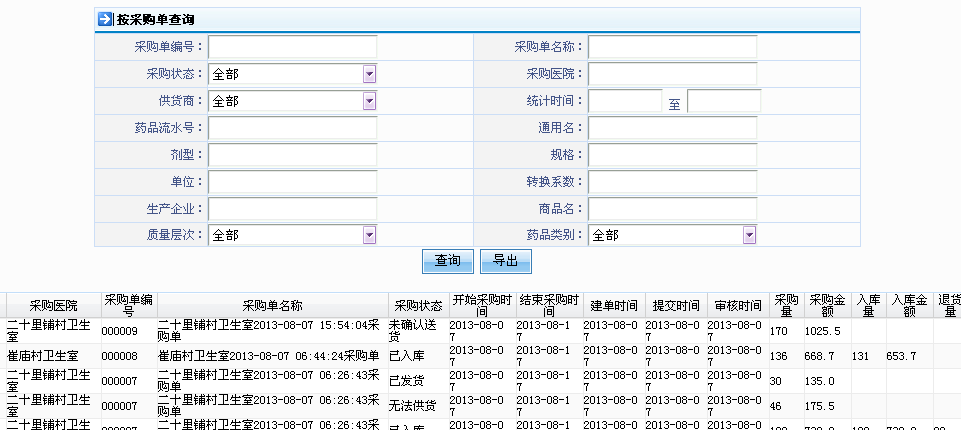 按采购单查询
采购单编号： 采购单名称：
采购状态： 全部 采购医院：
供货商： 全部 统计时间： 至
药品流水号： 通用名：
剂型： 规格：
单位： 转换系数：
生产企业： 商品名：
质量层次： 全部 药品类别： 全部
查询 导出
采购医院 采购单编号 采购单名称 采购状态 开始采购时间 结束采购时间 建单时间 提交时间 审核时间 采购量 采购金额 入库量 入库金额 退货量
二十里铺村卫生室 000009 二十里铺村卫生室2013-08-07 15:54:04采购单 未确认送货 2013-08-07 2013-08-17 2013-08-07 2013-08-07 2013-08-07 170 1025.5
崔庙村卫生室 000008 崔庙村卫生室2013-08-07 06:44:24采购单 已入库 2013-08-07 2013-08-17 2013-08-07 2013-08-07 2013-08-07 136 668.7 131 653.7
二十里铺村卫生室 000007 二十里铺村卫生室2013-08-07 06:26:43采购单 已发货 2013-08-07 2013-08-17 2013-08-07 2013-08-07 2013-08-07 30 135.0
二十里铺村卫生室 000007 二十里铺村卫生室2013-08-07 06:26:43采购单 无法供货 2013-08-07 2013-08-17 2013-08-07 2013-08-07 2013-08-07 46 175.5
二十里铺村卫生 000007 二十里铺村卫生室2013-08-07 06:26:43采 已入库 2013-08-0 2013-08-1 2013-08-0 2013-08-0 2013-08-0